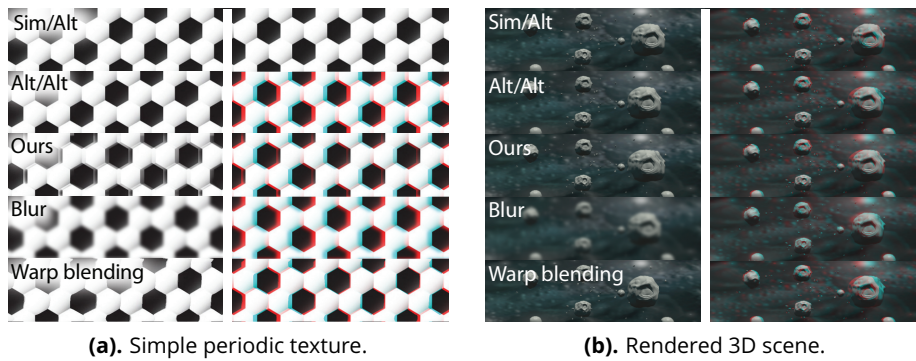 Sim/Alt
Alt/Alt
Ours
Blur
Warp blending
(a). Simple periodic texture.
Sim/Alt
Alt/Alt
Ours
Blur
Warp blending
(b). Rendered 3D scene.